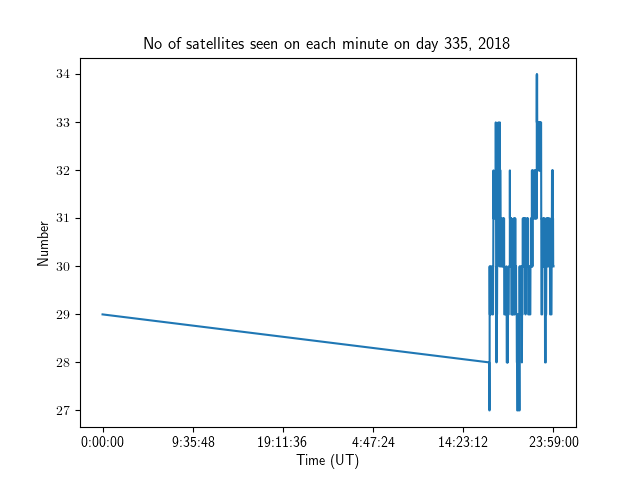 No of satellites seen on each minute on day 335, 2018
34
33
32
31
30
29
28
27
Number
0:00:00 9:35:48 19:11:36 4:47:24 14:23:12 23:59:00
Time (UT)